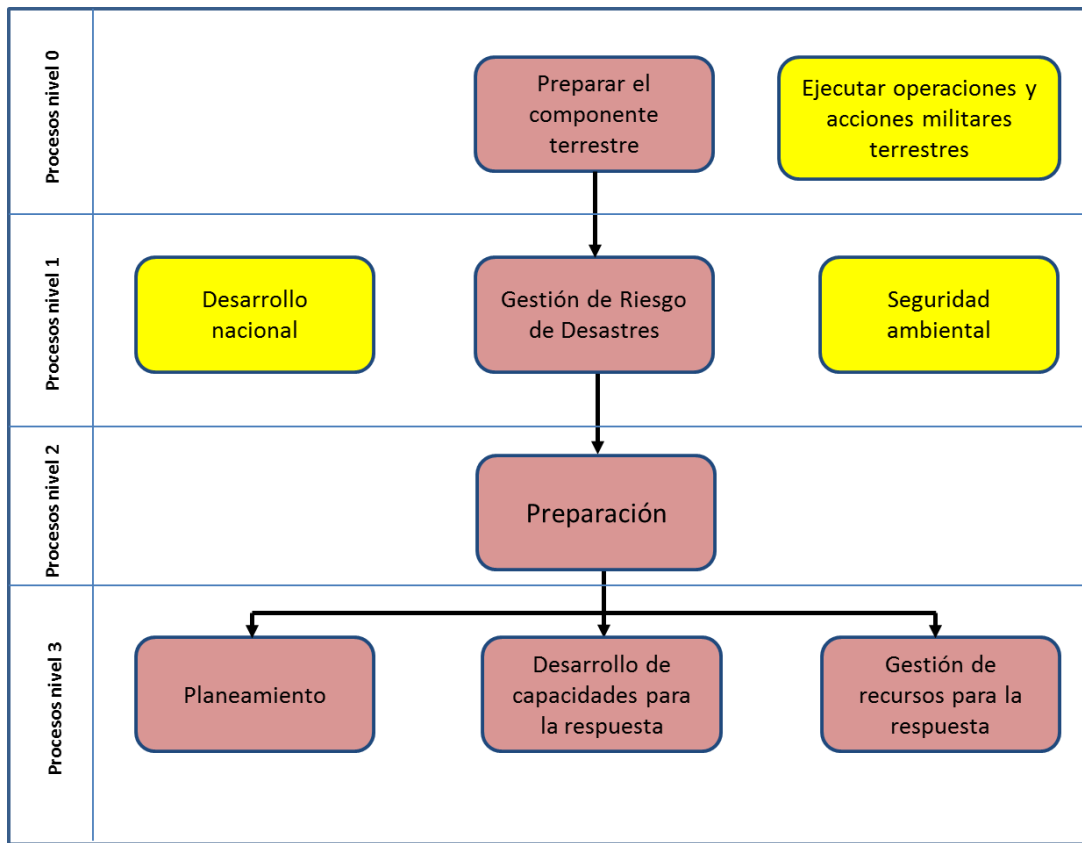 Procesos nivel 0
Preparar el
componente
terrestre
Ejecutar operaciones y
acciones militares
terrestres
Procesos nivel 1
Desarrollo
nacional
Gestión de Riesgo
de Desastres
Seguridad
ambiental
Procesos nivel 2
Preparación
Procesos nivel 3
Planeamiento
Desarrollo de
capacidades para
la respuesta
Gestión de
recursos para la
respuesta